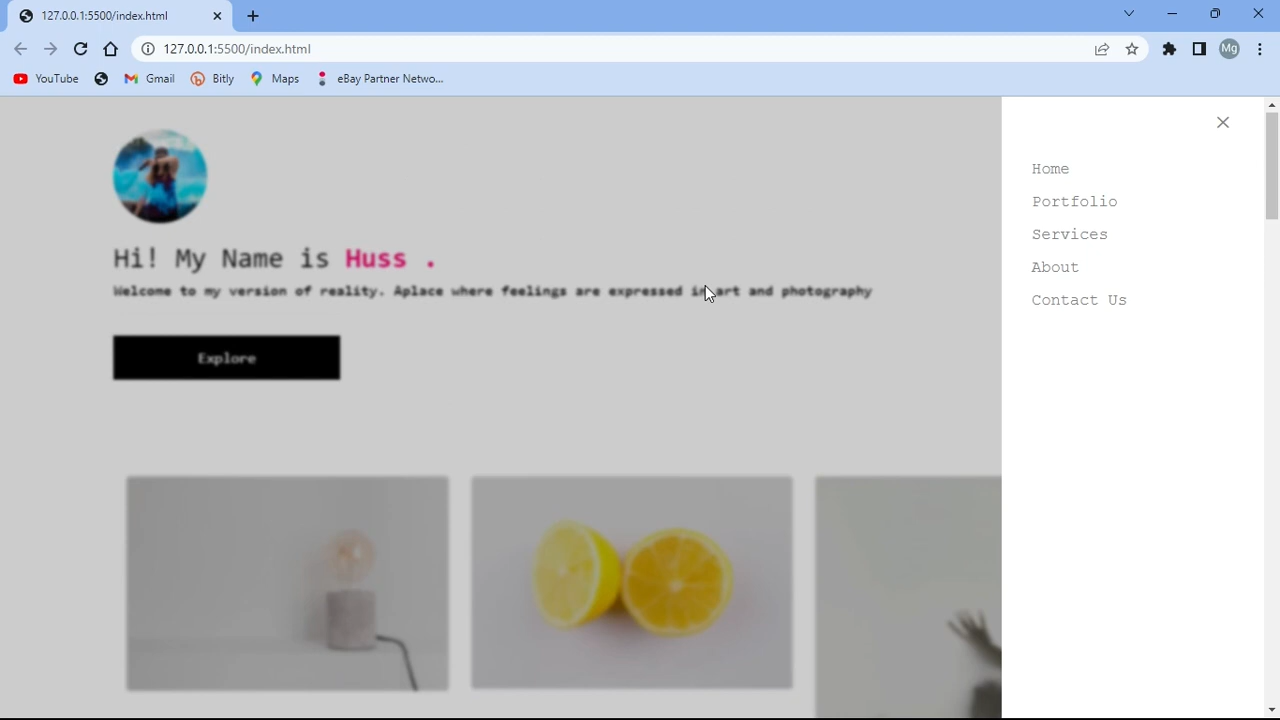 127.0.0.1:5500/index.html
127.0.0.1:5500/index.html
Mg
YouTube
Gmail
Bitly
Maps
eBay Partner Netwo...
Home
Portfolio
Services
About
Contact Us
Hi! My Name is Huss .
Welcome to my version of reality. Aplace where feelings are expressed in art and photography
Explore